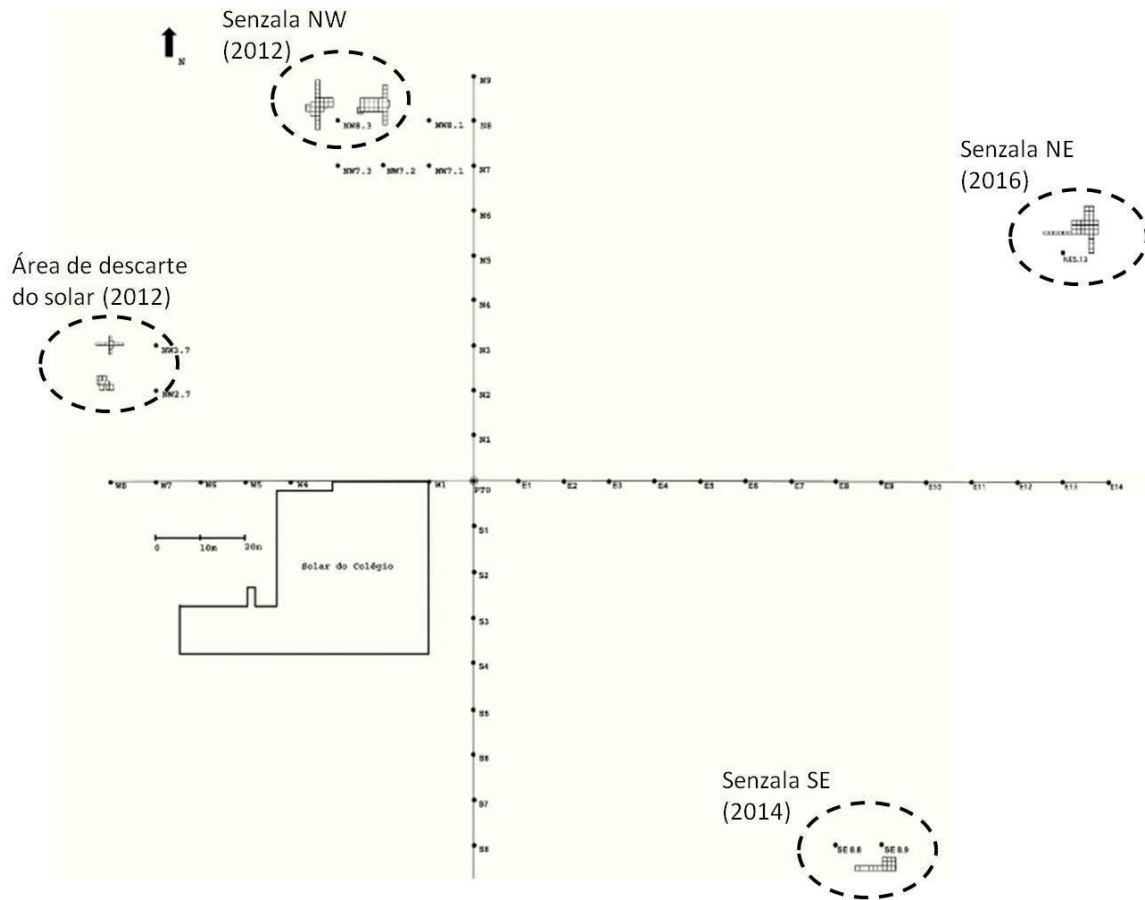 Senzala NW
(2012)
N
N9
NW8.3
NW8.1
N8
NW7.3
NW7.2
NW7.1
N7
Senzala NE
(2016)
N6
NE5.13
N5
Área de descarte
do solar (2012)
N4
NW3.7
N3
NW2.7
N2
N1
W8
W7
W6
W5
W4
W1
PT0
E1
E2
E3
E4
E5
E6
E7
E8
E9
E10
E11
E12
E13
E14
S1
0
10m
20m
Solar do Colégio
S2
S3
S4
S5
S6
Senzala SE
(2014)
S7
S8
SE 8.8
SE 8.9